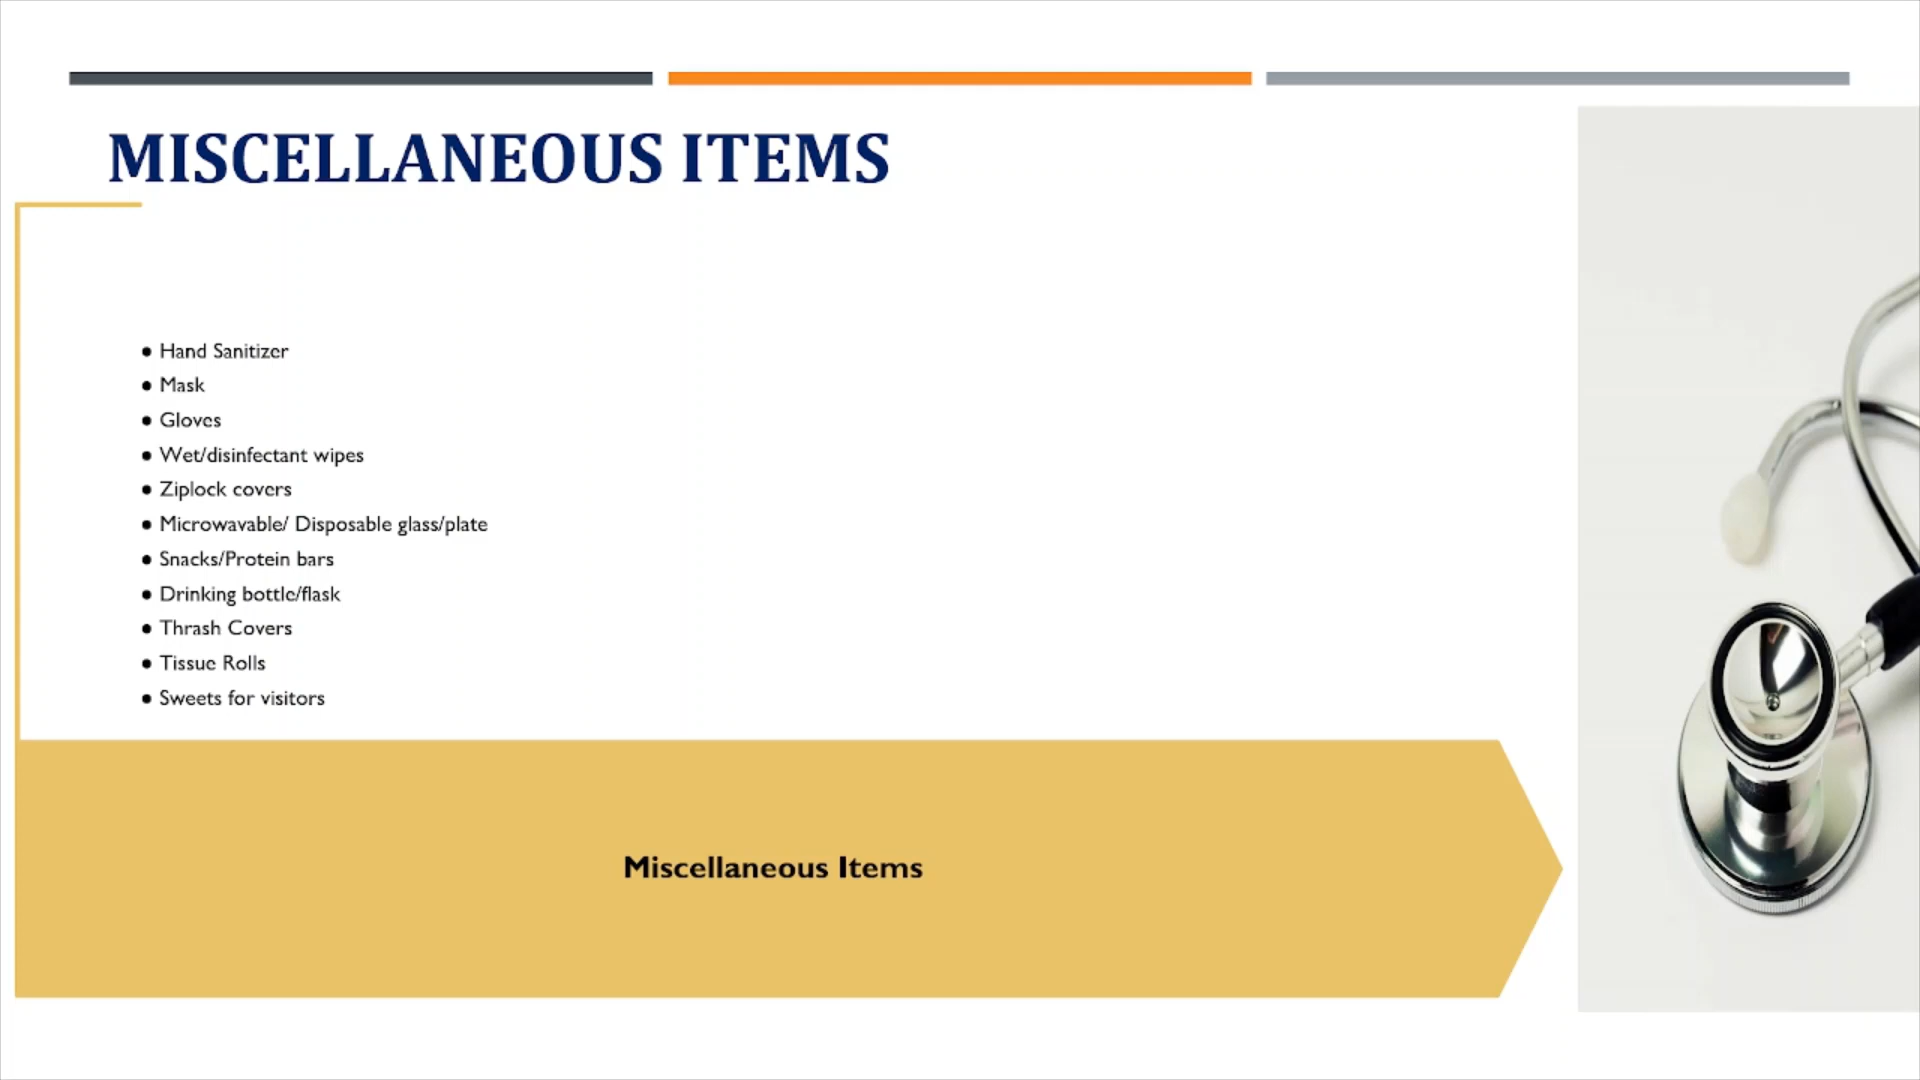 MISCELLANEOUS ITEMS
● Hand Sanitizer
● Mask
● Gloves
● Wet/disinfectant wipes
● Ziplock covers
● Microwavable/ Disposable glass/plate
● Snacks/Protein bars
● Drinking bottle/flask
● Thrash Covers
● Tissue Rolls
● Sweets for visitors
Miscellaneous Items